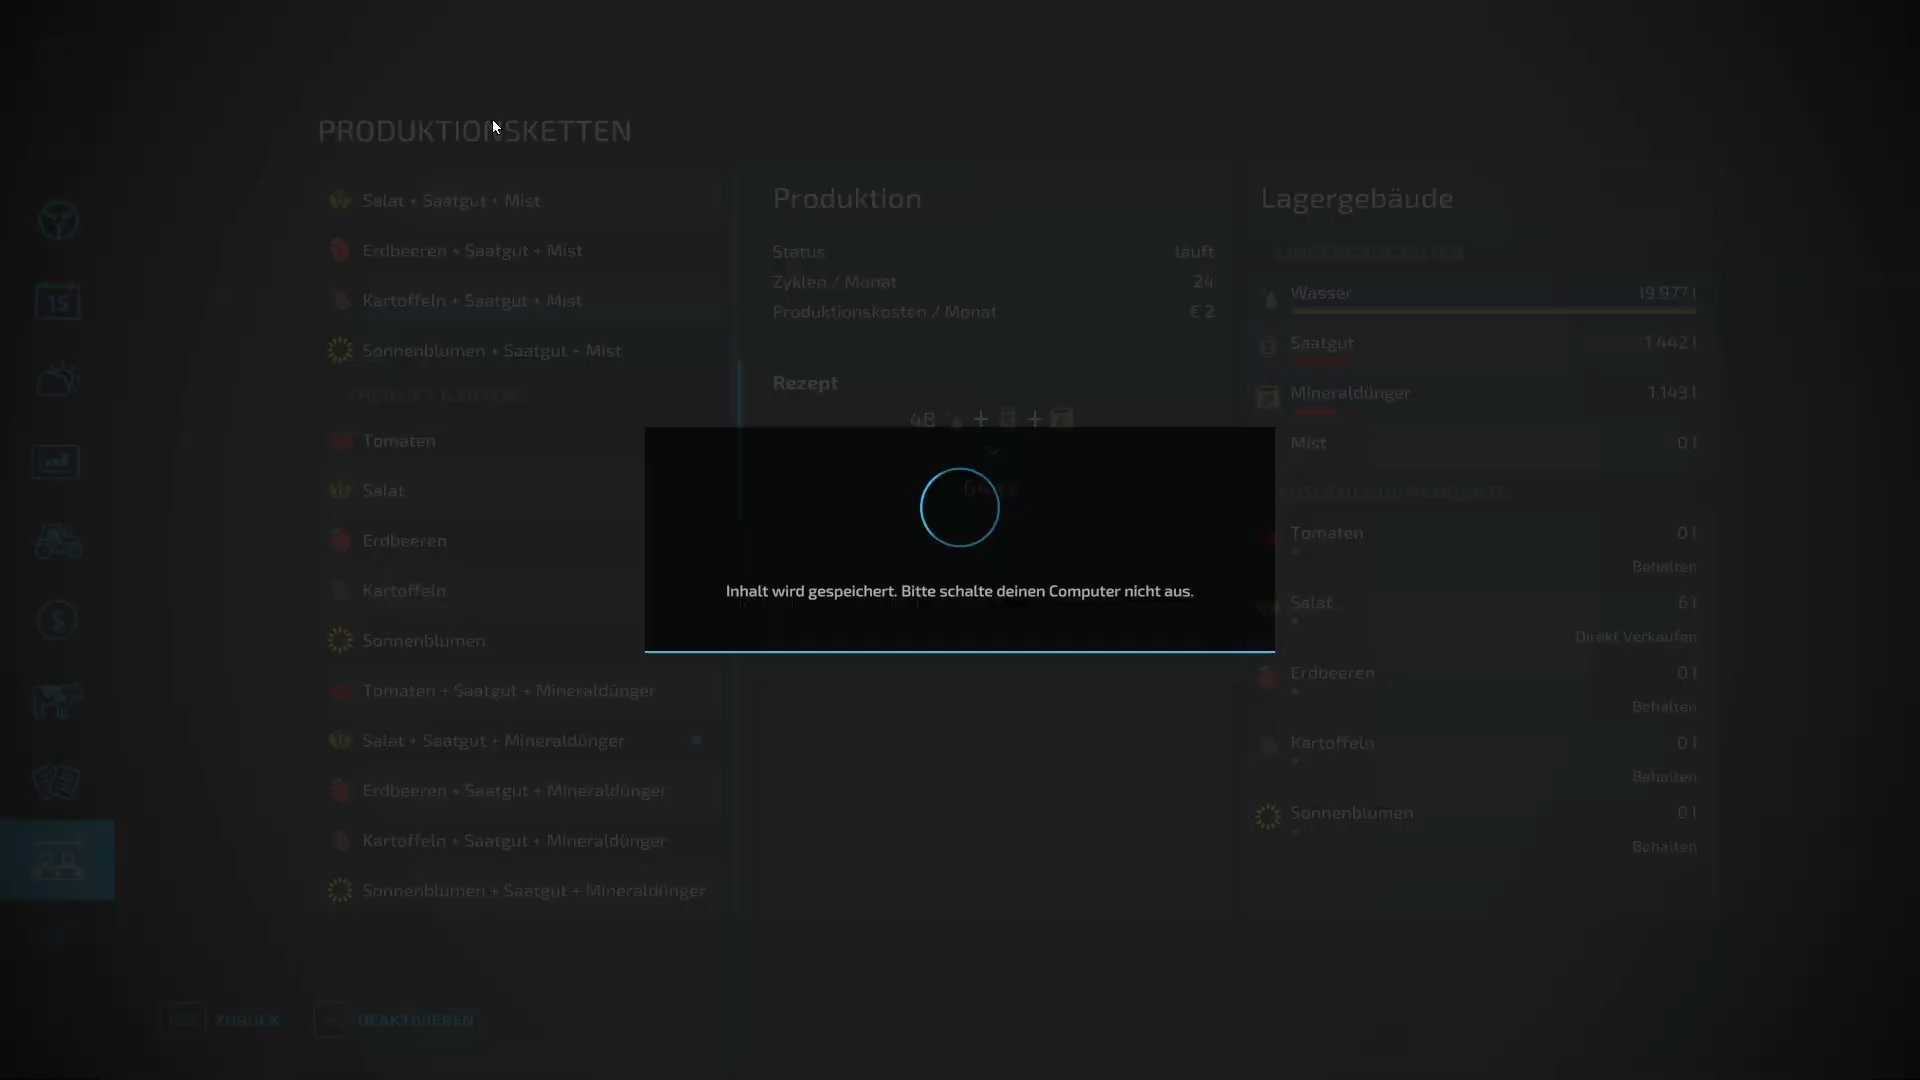 PRODUKTIONSKETTEN
Salat + Saatgut + Mist
Erdbeeren + Saatgut + Mist
Kartoffeln + Saatgut + Mist
Sonnenblumen + Saatgut + Mist
Tomaten
Salat
Erdbeeren
Kartoffeln
Sonnenblumen
Tomaten + Saatgut + Mineraldünger
Salat + Saatgut + Mineraldünger
Erdbeeren + Saatgut + Mineraldünger
Kartoffeln + Saatgut + Mineraldünger
Sonnenblumen + Saatgut + Mineraldünger
Produktion
Status läuft
Zyklen / Monat 24
Produktionskosten / Monat € 2
Rezept
48 + +
Inhalt wird gespeichert. Bitte schalte deinen Computer nicht aus.
Lagergebäude
Wasser 19.977 l
Saatgut 1.442 l
Mineraldünger 1.143 l
Mist 0 l
Tomaten 0 l
Behalten
Salat 6 l
Direkt Verkaufen
Erdbeeren 0 l
Behalten
Kartoffeln 0 l
Behalten
Sonnenblumen 0 l
Behalten
15
$
ZURÜCK
DEAKTIVIEREN